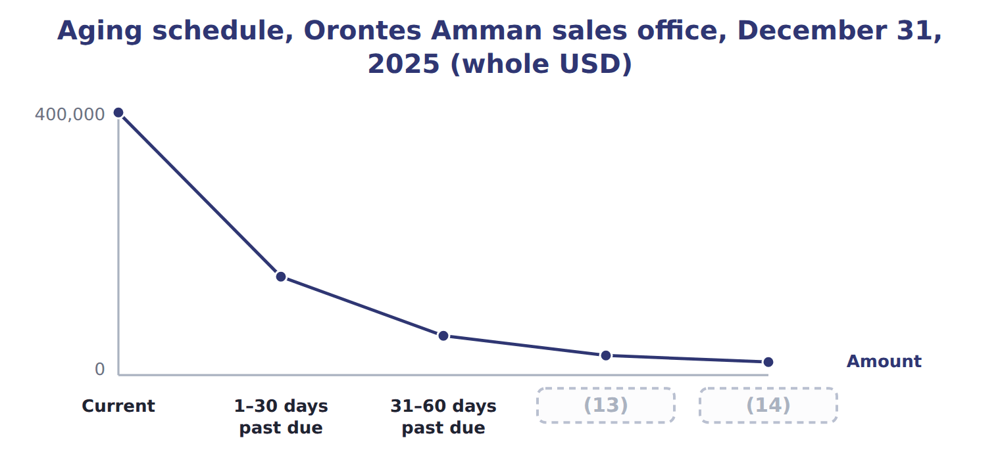 Aging schedule, Orontes Amman sales office, December 31,
2025 (whole USD)
400,000
0
Amount
Current
1–30 days
past due
31–60 days
past due
(13)
(14)